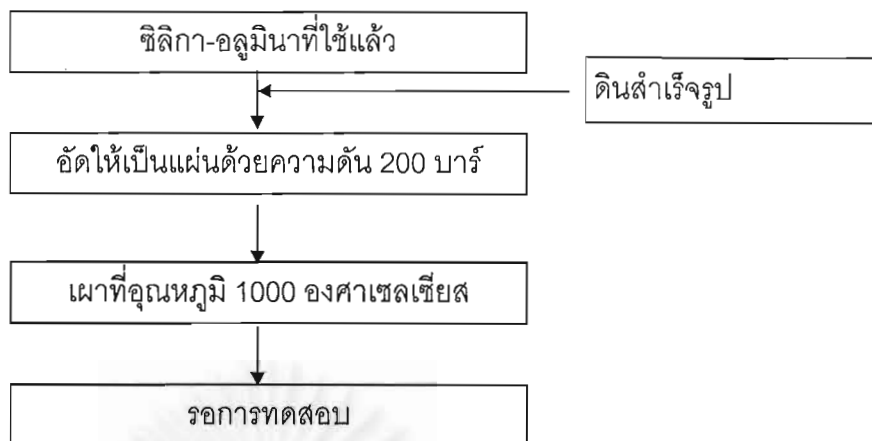 ซิลิกา-อลูมินาที่ใช้แล้ว
ดินสำเร็จรูป
อัดให้เป็นแผ่นด้วยความดัน 200 บาร์
เผาที่อุณหภูมิ 1000 องศาเซลเซียส
รอการทดสอบ